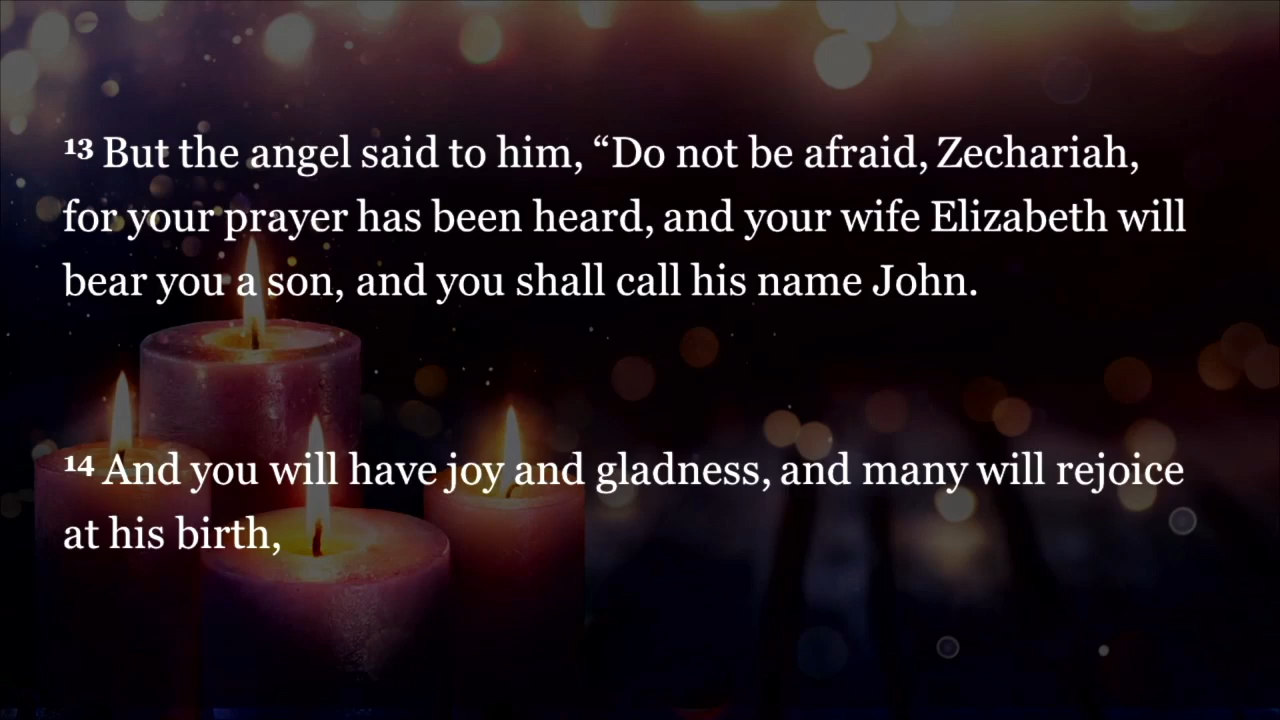 ¹³ But the angel said to him, “Do not be afraid, Zechariah,
for your prayer has been heard, and your wife Elizabeth will
bear you a son, and you shall call his name John.
¹⁴ And you will have joy and gladness, and many will rejoice
at his birth,